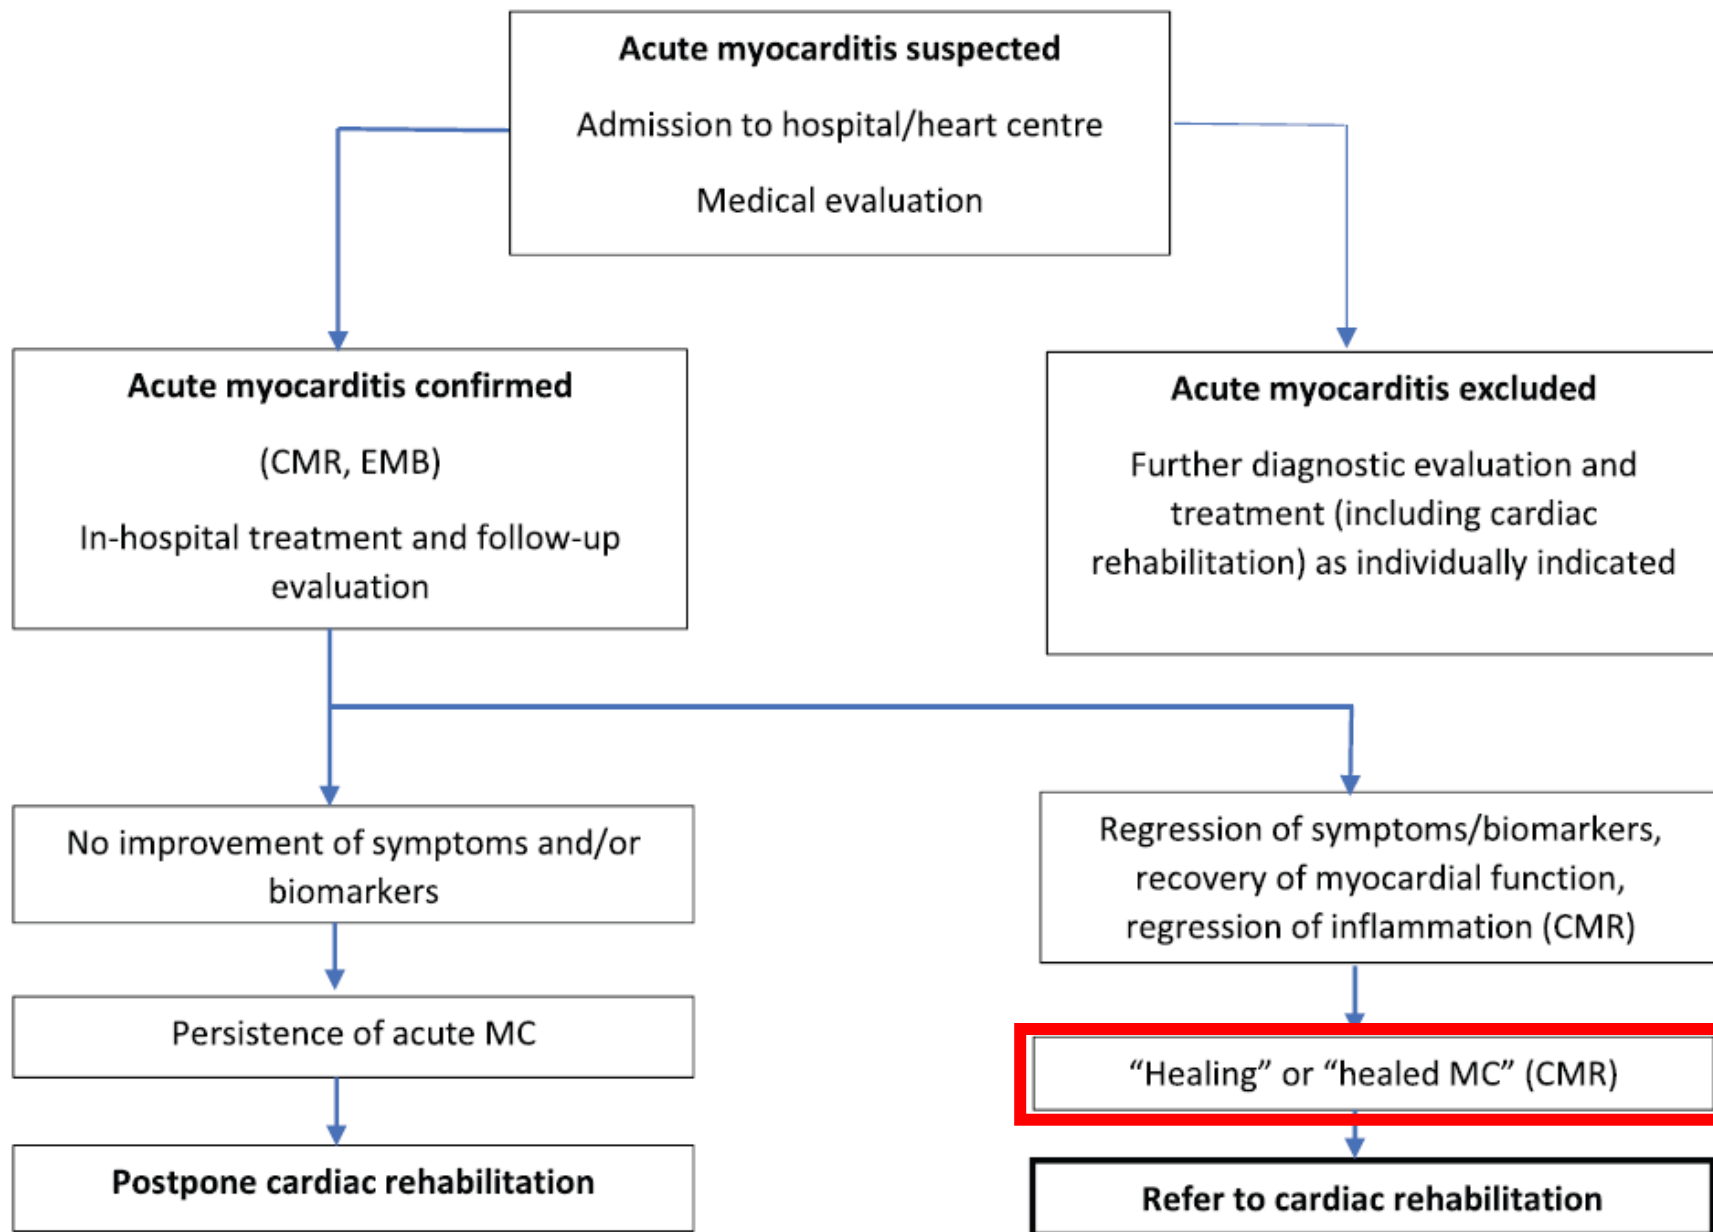 Acute myocarditis suspected
Admission to hospital/heart centre
Medical evaluation
Acute myocarditis confirmed
(CMR, EMB)
In-hospital treatment and follow-up
evaluation
Acute myocarditis excluded
Further diagnostic evaluation and
treatment (including cardiac
rehabilitation) as individually indicated
No improvement of symptoms and/or
biomarkers
Regression of symptoms/biomarkers,
recovery of myocardial function,
regression of inflammation (CMR)
Persistence of acute MC
“Healing” or “healed MC” (CMR)
Postpone cardiac rehabilitation
Refer to cardiac rehabilitation